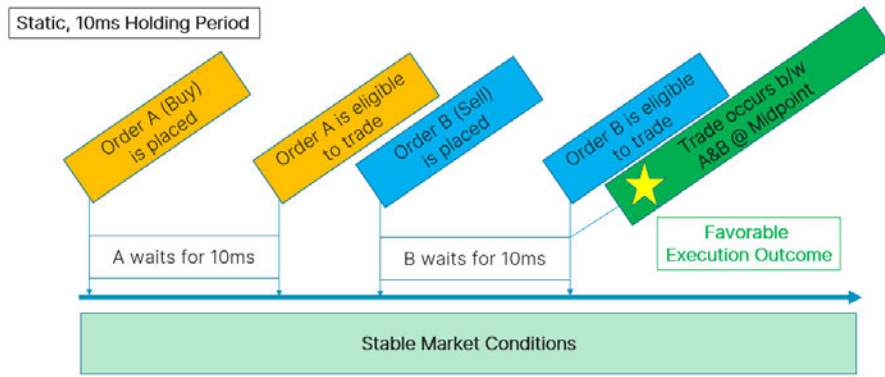 Static, 10ms Holding Period
Order A (Buy)
is placed
Order A is eligible
to trade
Order B (Sell)
is placed
Order B is eligible
to trade
Trade occurs b/w
A&B @ Midpoint
A waits for 10ms
B waits for 10ms
Favorable
Execution Outcome
Stable Market Conditions